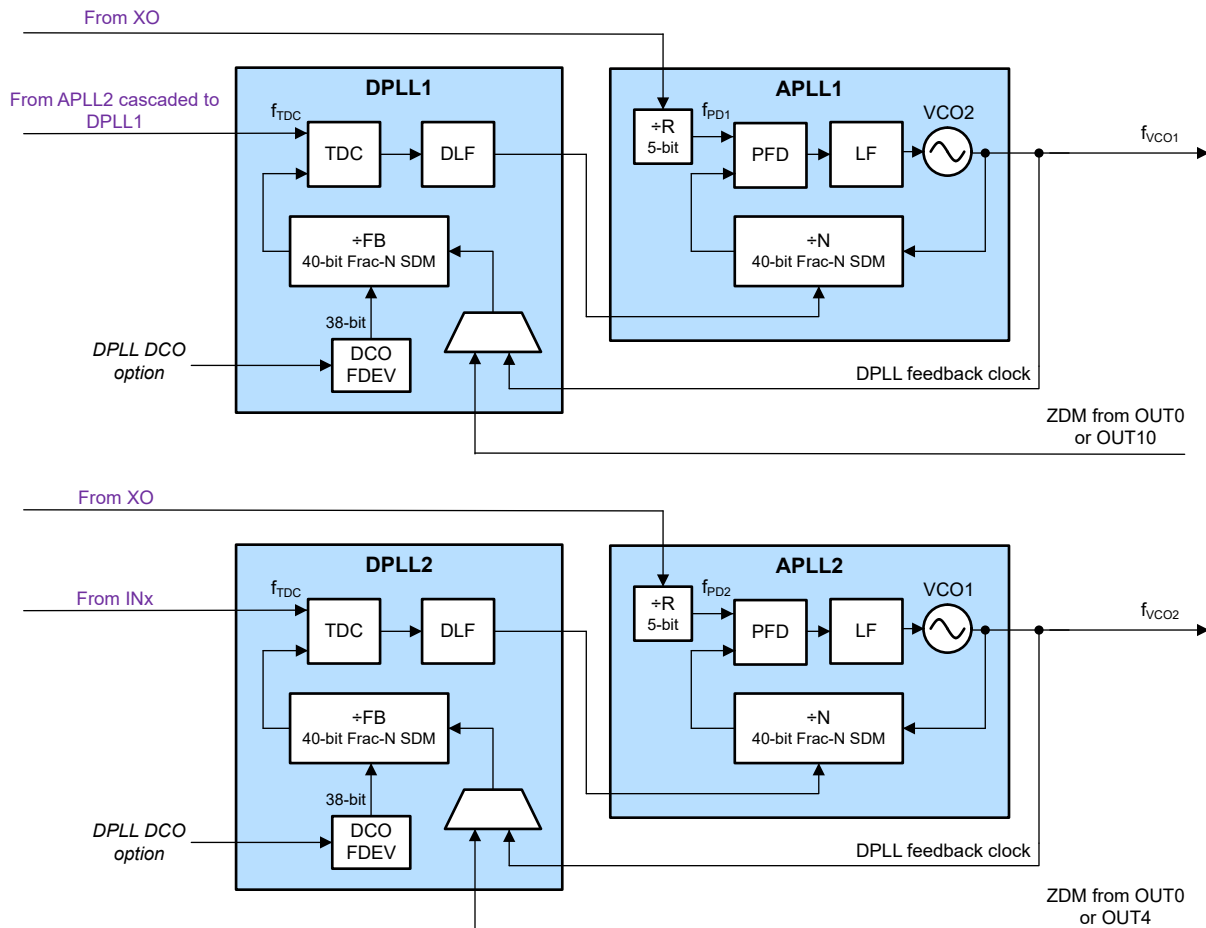 From XO
DPLL1
APLL1
From APLL2 cascaded to
DPLL1
fTDC
TDC
DLF
÷R
5-bit
fPD1
PFD
LF
VCO2
fVCO1
÷FB
40-bit Frac-N SDM
÷N
40-bit Frac-N SDM
38-bit
DPLL DCO
option
DCO
FDEV
DPLL feedback clock
ZDM from OUT0
or OUT10
From XO
DPLL2
APLL2
From INx
fTDC
TDC
DLF
÷R
5-bit
fPD2
PFD
LF
VCO1
fVCO2
÷FB
40-bit Frac-N SDM
÷N
40-bit Frac-N SDM
38-bit
DPLL DCO
option
DCO
FDEV
DPLL feedback clock
ZDM from OUT0
or OUT4